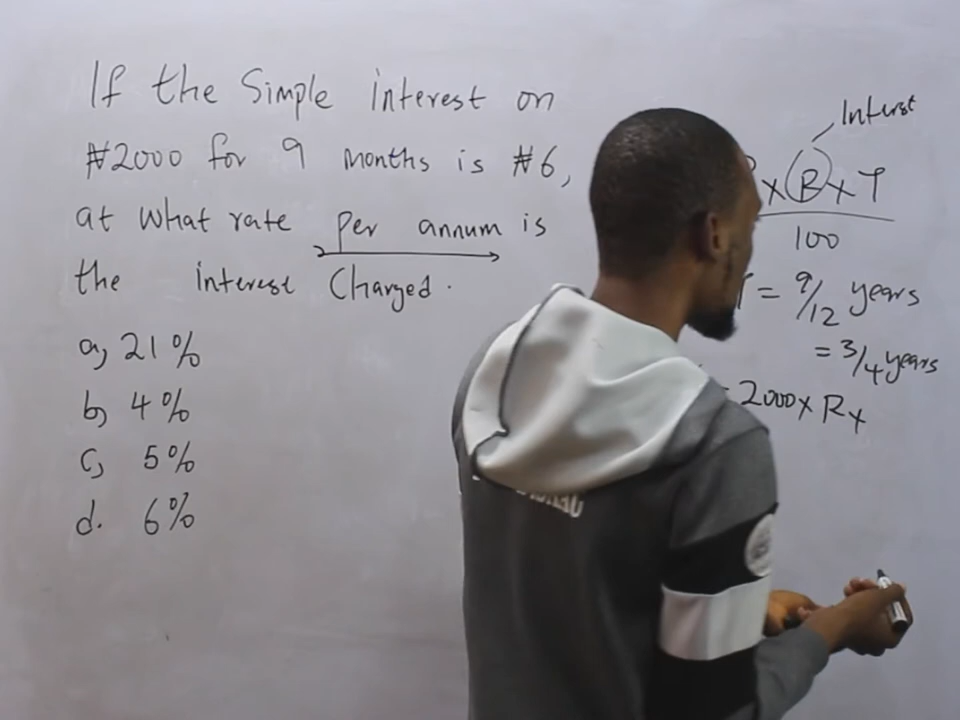 If the Simple interest on
₦2000 for 9 months is ₦6,
at what rate per annum is
the interest Charged.
a, 21%
b, 4%
c, 5%
d. 6%
Interst
x R x T
100
= 9/12 years
= 3/4 years
2000 x R x